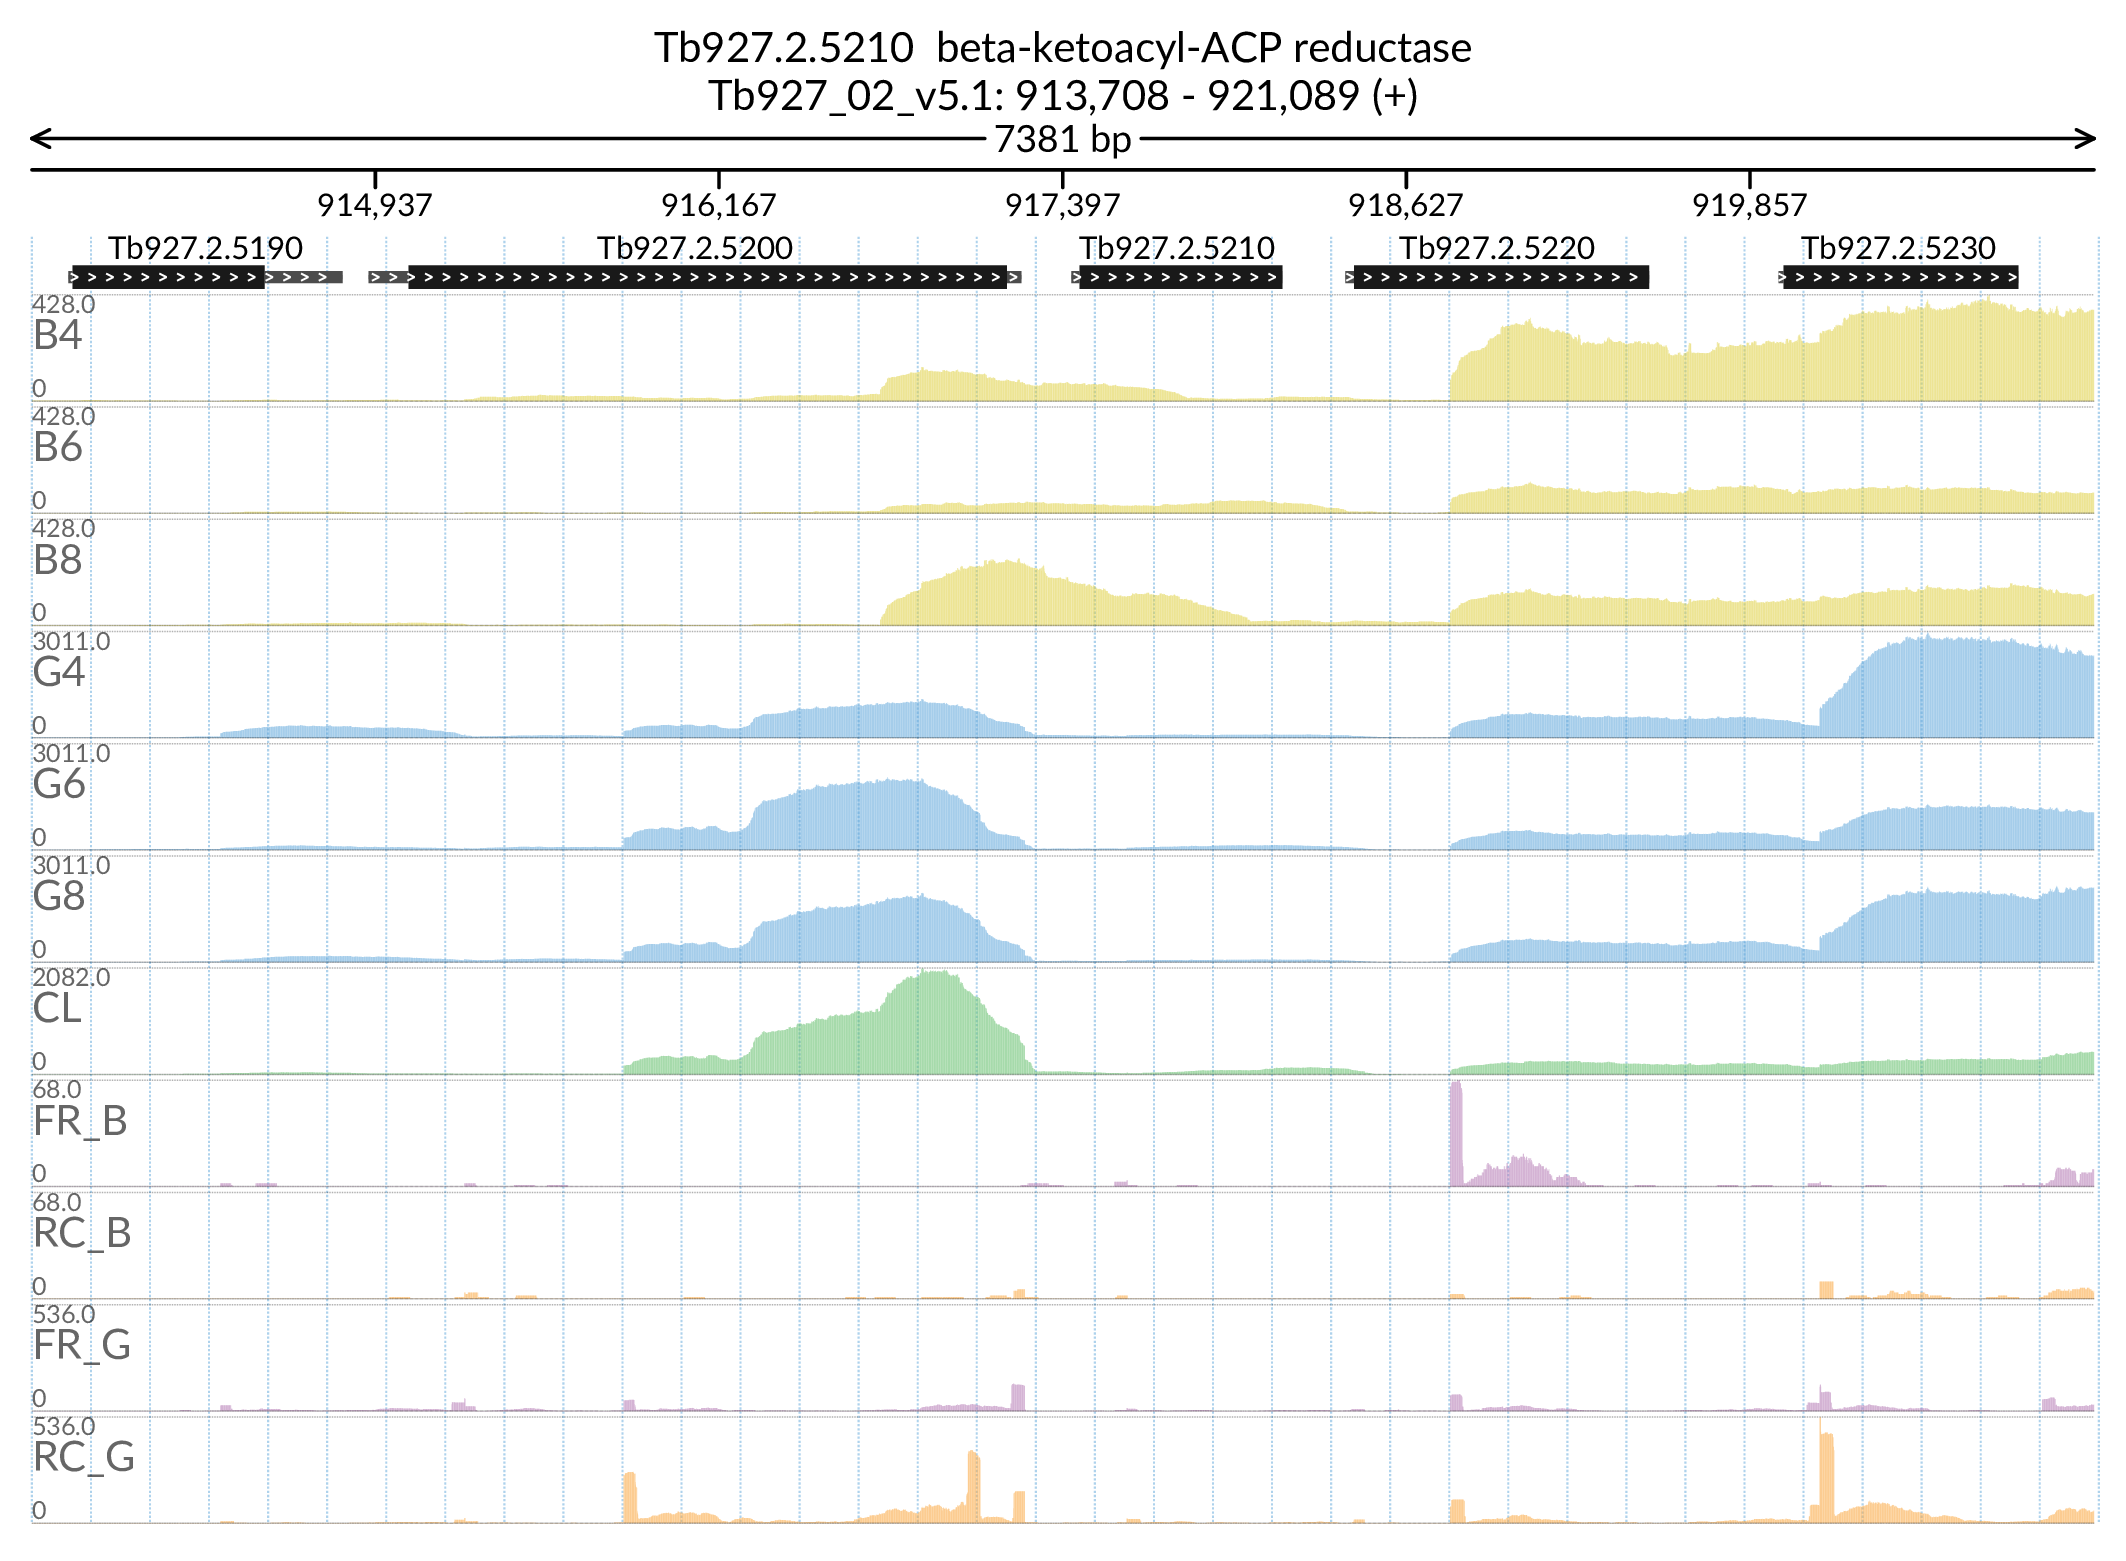 Tb927.2.5210 beta-ketoacyl-ACP reductase
Tb927_02_v5.1: 913,708 - 921,089 (+)
7381 bp
914,937 916,167 917,397 918,627 919,857
Tb927.2.5190 Tb927.2.5200 Tb927.2.5210 Tb927.2.5220 Tb927.2.5230
428.0
B4
0
428.0
B6
0
428.0
B8
0
3011.0
G4
0
3011.0
G6
0
3011.0
G8
0
2082.0
CL
0
68.0
FR_B
0
68.0
RC_B
0
536.0
FR_G
0
536.0
RC_G
0